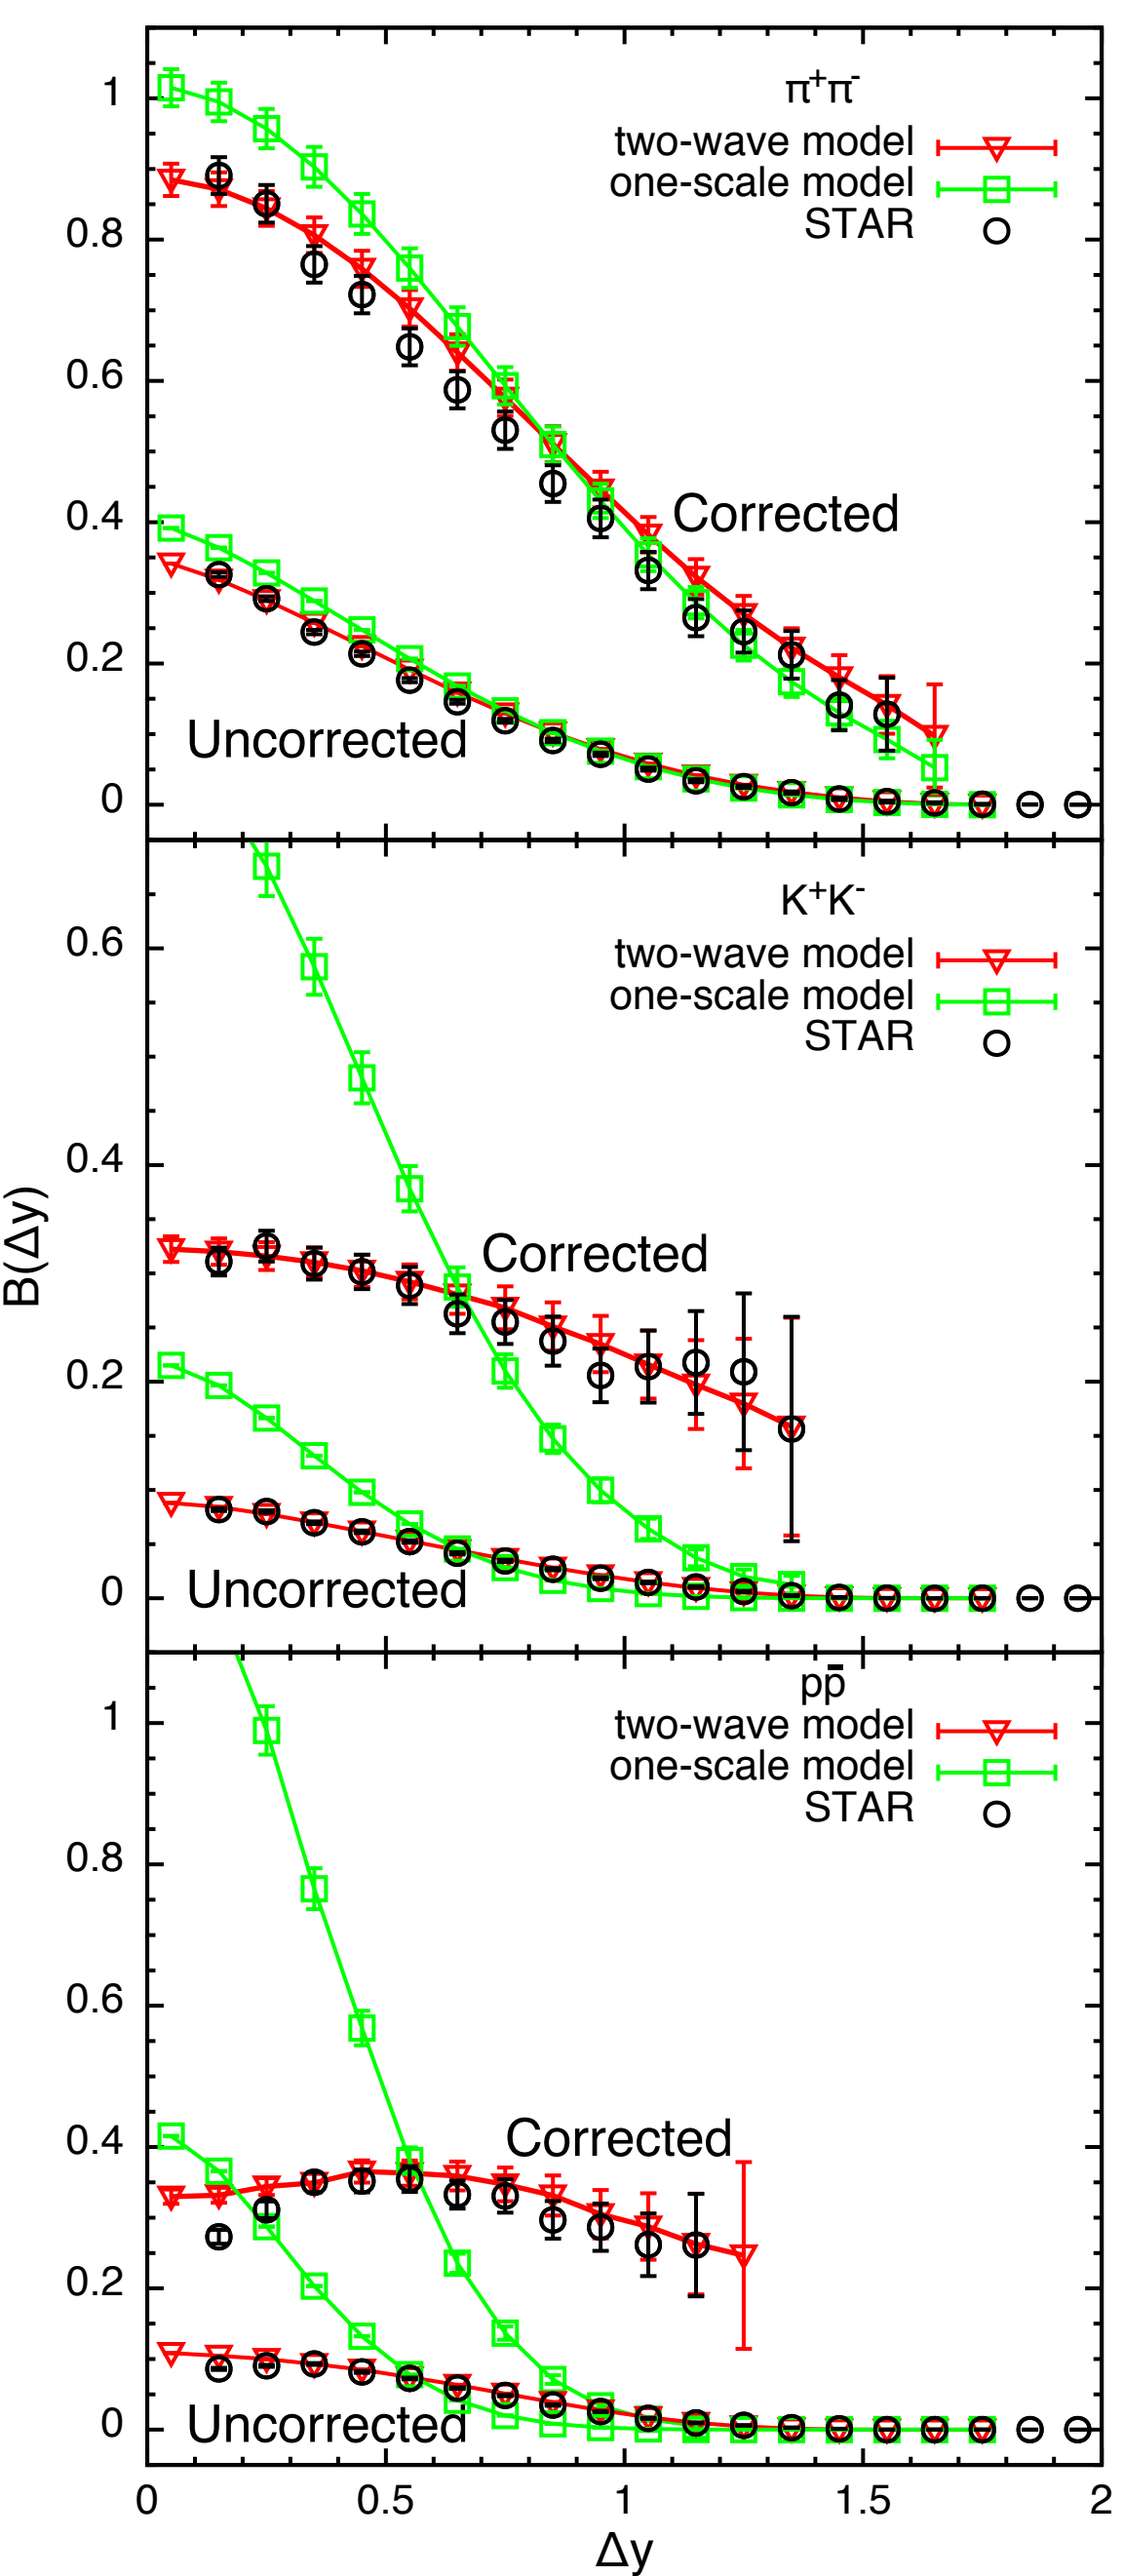 π+π-
two-wave model
one-scale model
STAR
1
0.8
0.6
0.4
0.2
0
Corrected
Uncorrected
K+K-
two-wave model
one-scale model
STAR
0.6
0.4
0.2
0
Corrected
Uncorrected
B(Δy)
pp̄
two-wave model
one-scale model
STAR
1
0.8
0.6
0.4
0.2
0
Corrected
Uncorrected
0 0.5 1 1.5 2
Δy